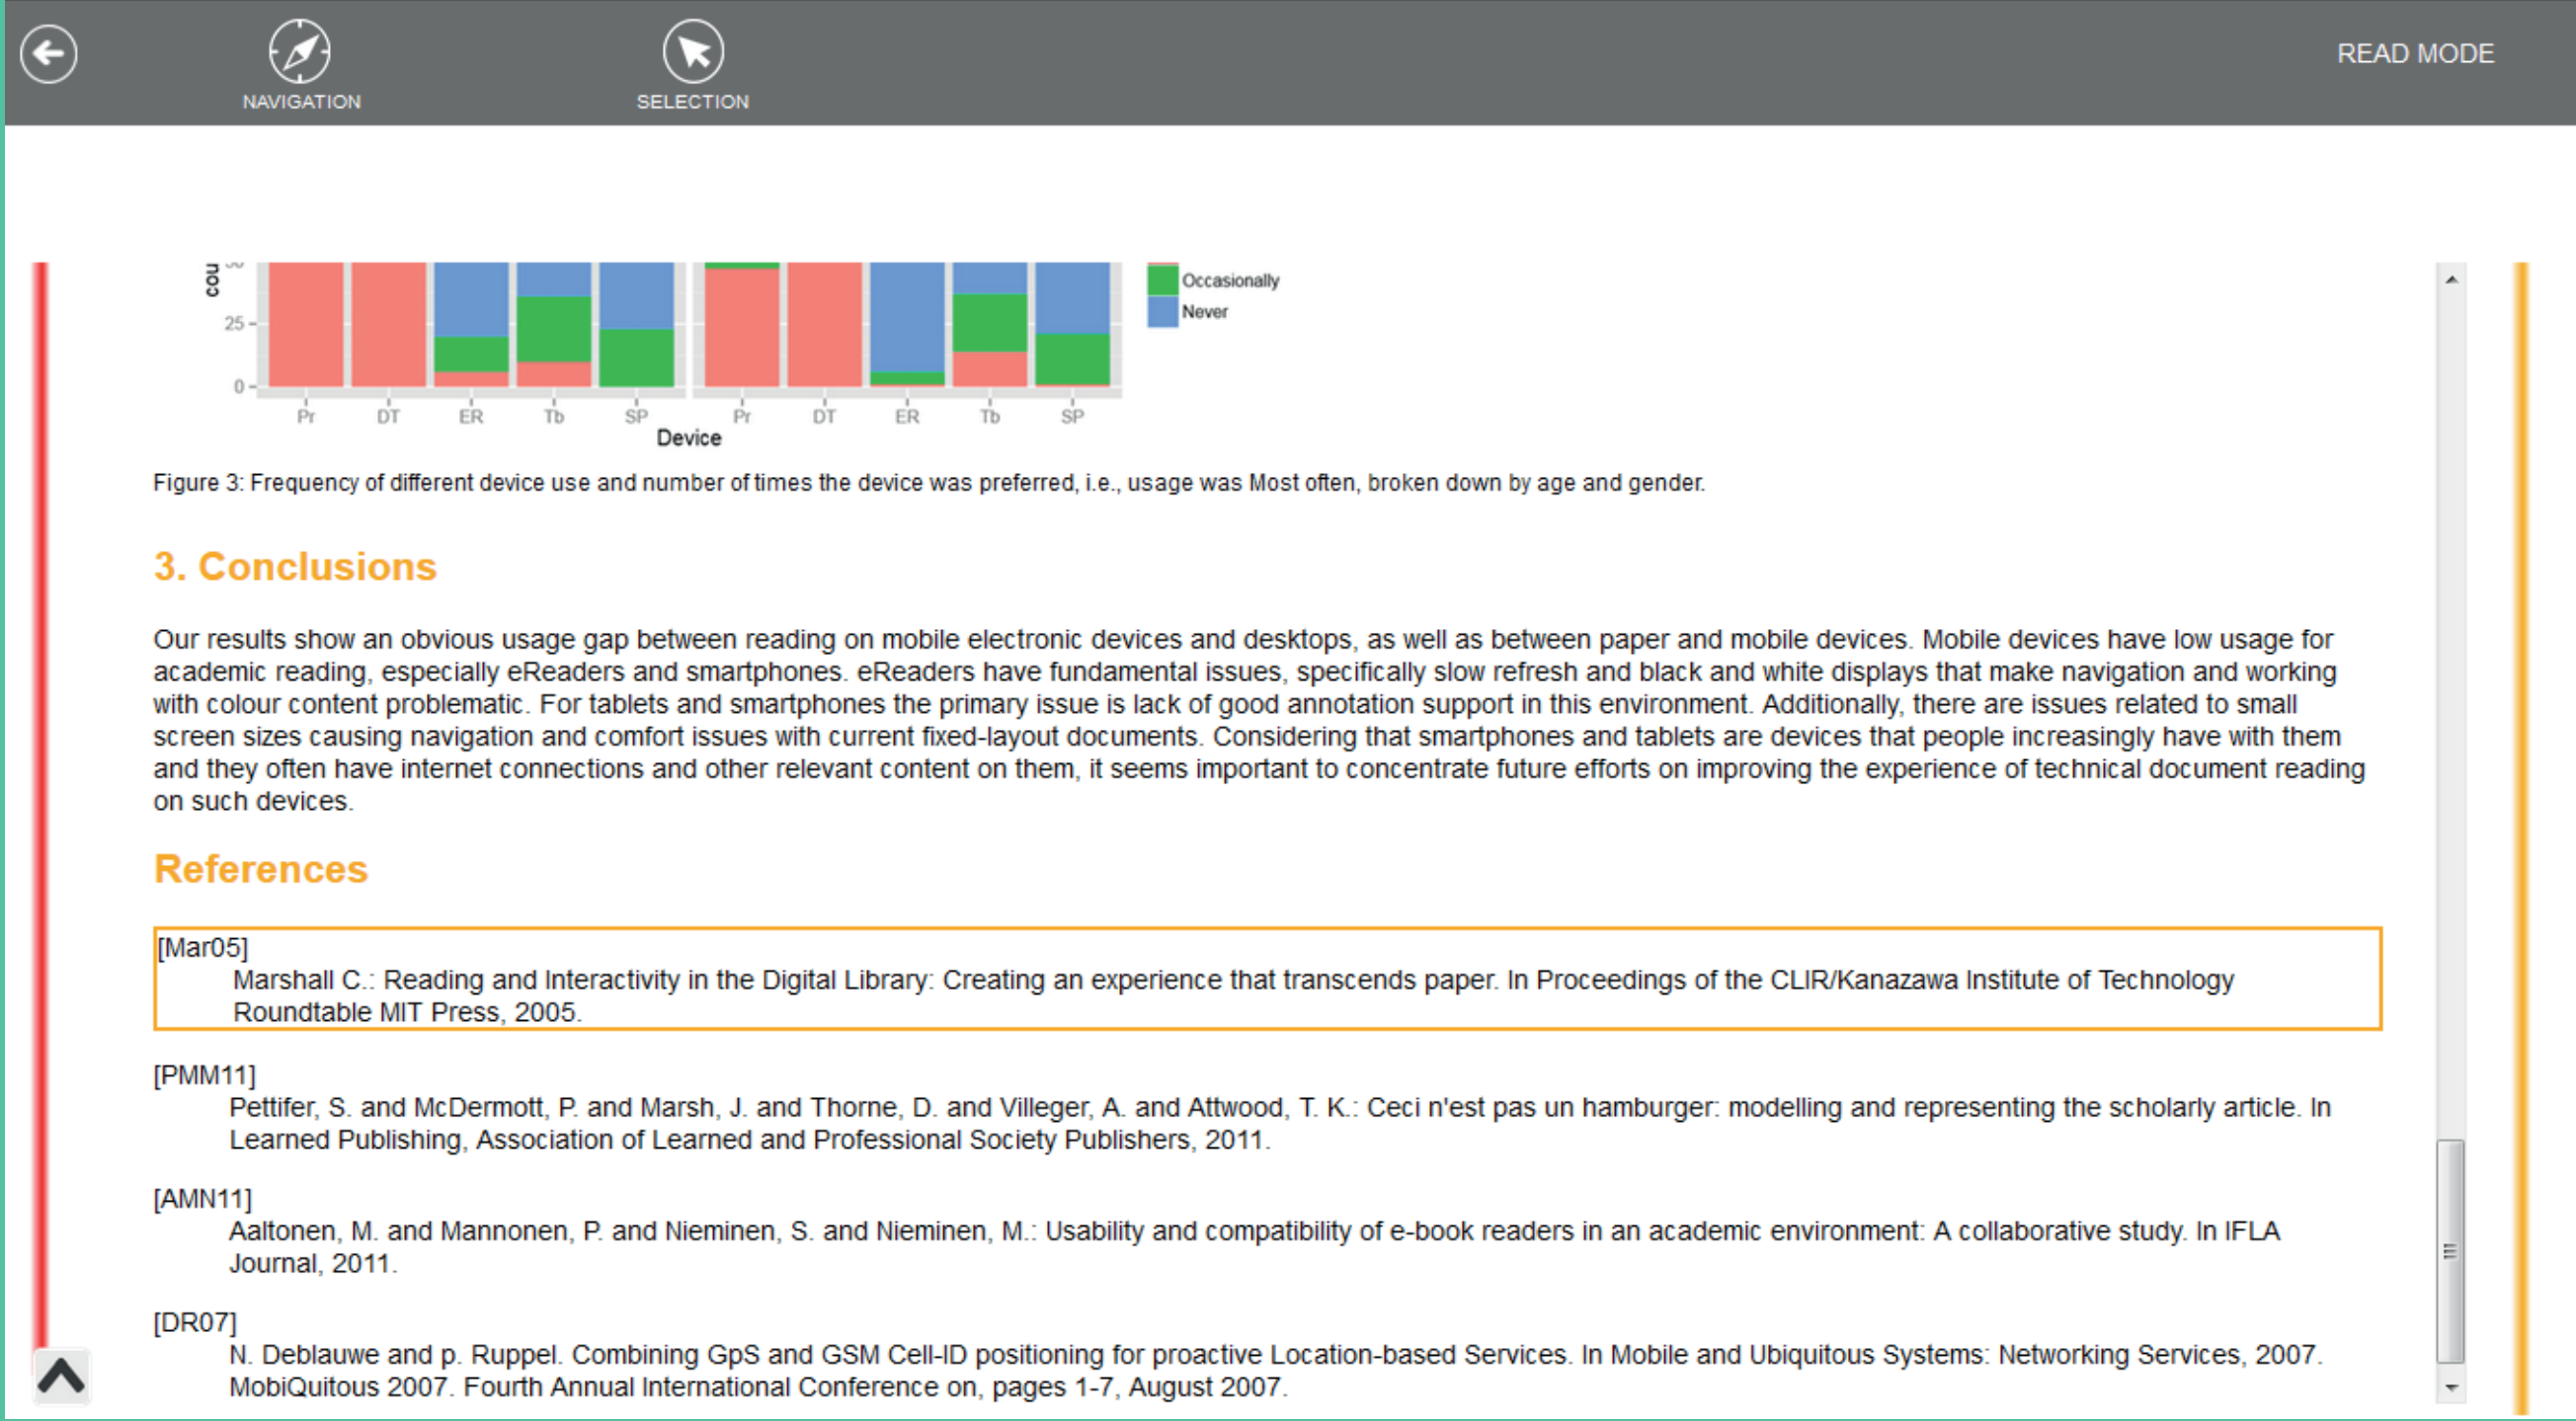 NAVIGATION
SELECTION
READ MODE
cou
Occasionally
Never
25
0
Pr DT ER Tb SP Pr DT ER Tb SP
Device
Figure 3: Frequency of different device use and number of times the device was preferred, i.e., usage was Most often, broken down by age and gender.
3. Conclusions
Our results show an obvious usage gap between reading on mobile electronic devices and desktops, as well as between paper and mobile devices. Mobile devices have low usage for
academic reading, especially eReaders and smartphones. eReaders have fundamental issues, specifically slow refresh and black and white displays that make navigation and working
with colour content problematic. For tablets and smartphones the primary issue is lack of good annotation support in this environment. Additionally, there are issues related to small
screen sizes causing navigation and comfort issues with current fixed-layout documents. Considering that smartphones and tablets are devices that people increasingly have with them
and they often have internet connections and other relevant content on them, it seems important to concentrate future efforts on improving the experience of technical document reading
on such devices.
References
[Mar05]
Marshall C.: Reading and Interactivity in the Digital Library: Creating an experience that transcends paper. In Proceedings of the CLIR/Kanazawa Institute of Technology
Roundtable MIT Press, 2005.
[PMM11]
Pettifer, S. and McDermott, P. and Marsh, J. and Thorne, D. and Villeger, A. and Attwood, T. K.: Ceci n'est pas un hamburger: modelling and representing the scholarly article. In
Learned Publishing, Association of Learned and Professional Society Publishers, 2011.
[AMN11]
Aaltonen, M. and Mannonen, P. and Nieminen, S. and Nieminen, M.: Usability and compatibility of e-book readers in an academic environment: A collaborative study. In IFLA
Journal, 2011.
[DR07]
N. Deblauwe and p. Ruppel. Combining GpS and GSM Cell-ID positioning for proactive Location-based Services. In Mobile and Ubiquitous Systems: Networking Services, 2007.
MobiQuitous 2007. Fourth Annual International Conference on, pages 1-7, August 2007.